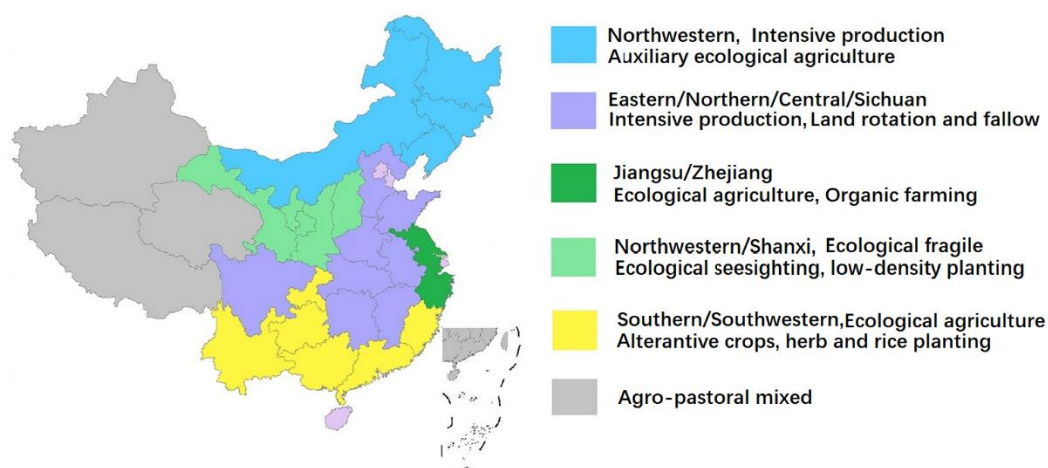 Northwestern, Intensive production
Auxiliary ecological agriculture
Eastern/Northern/Central/Sichuan
Intensive production, Land rotation and fallow
Jiangsu/Zhejiang
Ecological agriculture, Organic farming
Northwestern/Shanxi, Ecological fragile
Ecological seesighting, low-density planting
Southern/Southwestern, Ecological agriculture
Alterantive crops, herb and rice planting
Agro-pastoral mixed